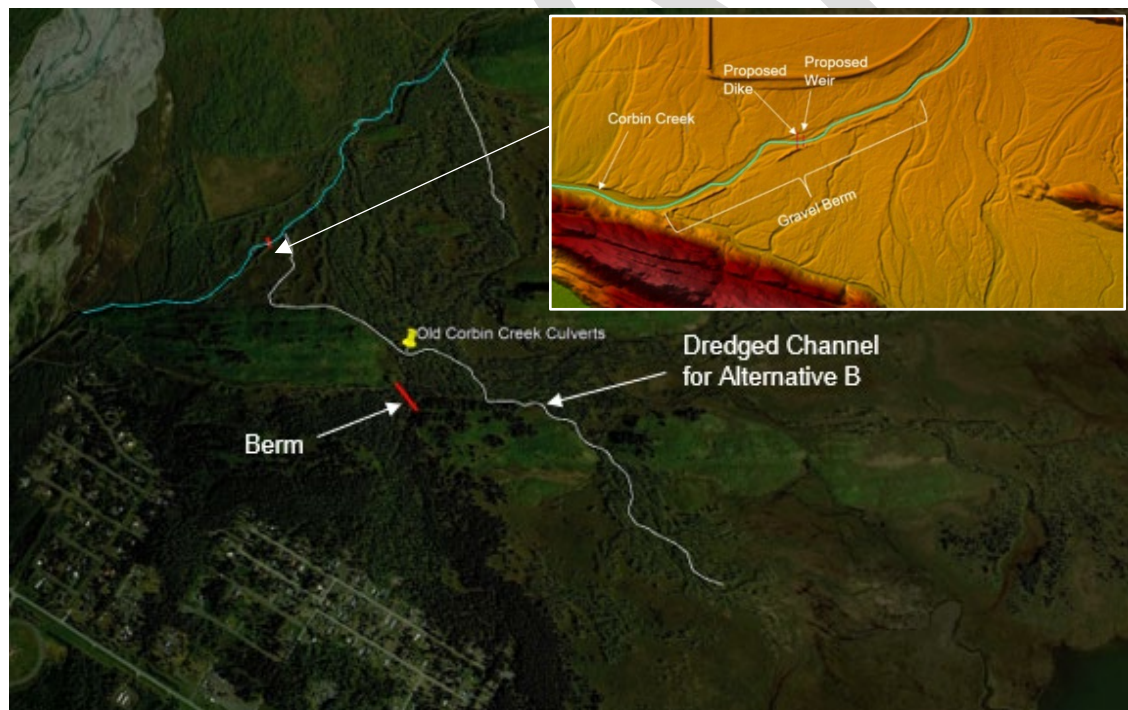 Proposed
Dike
Proposed
Weir
Corbin Creek
Gravel Berm
Old Corbin Creek Culverts
Dredged Channel
for Alternative B
Berm